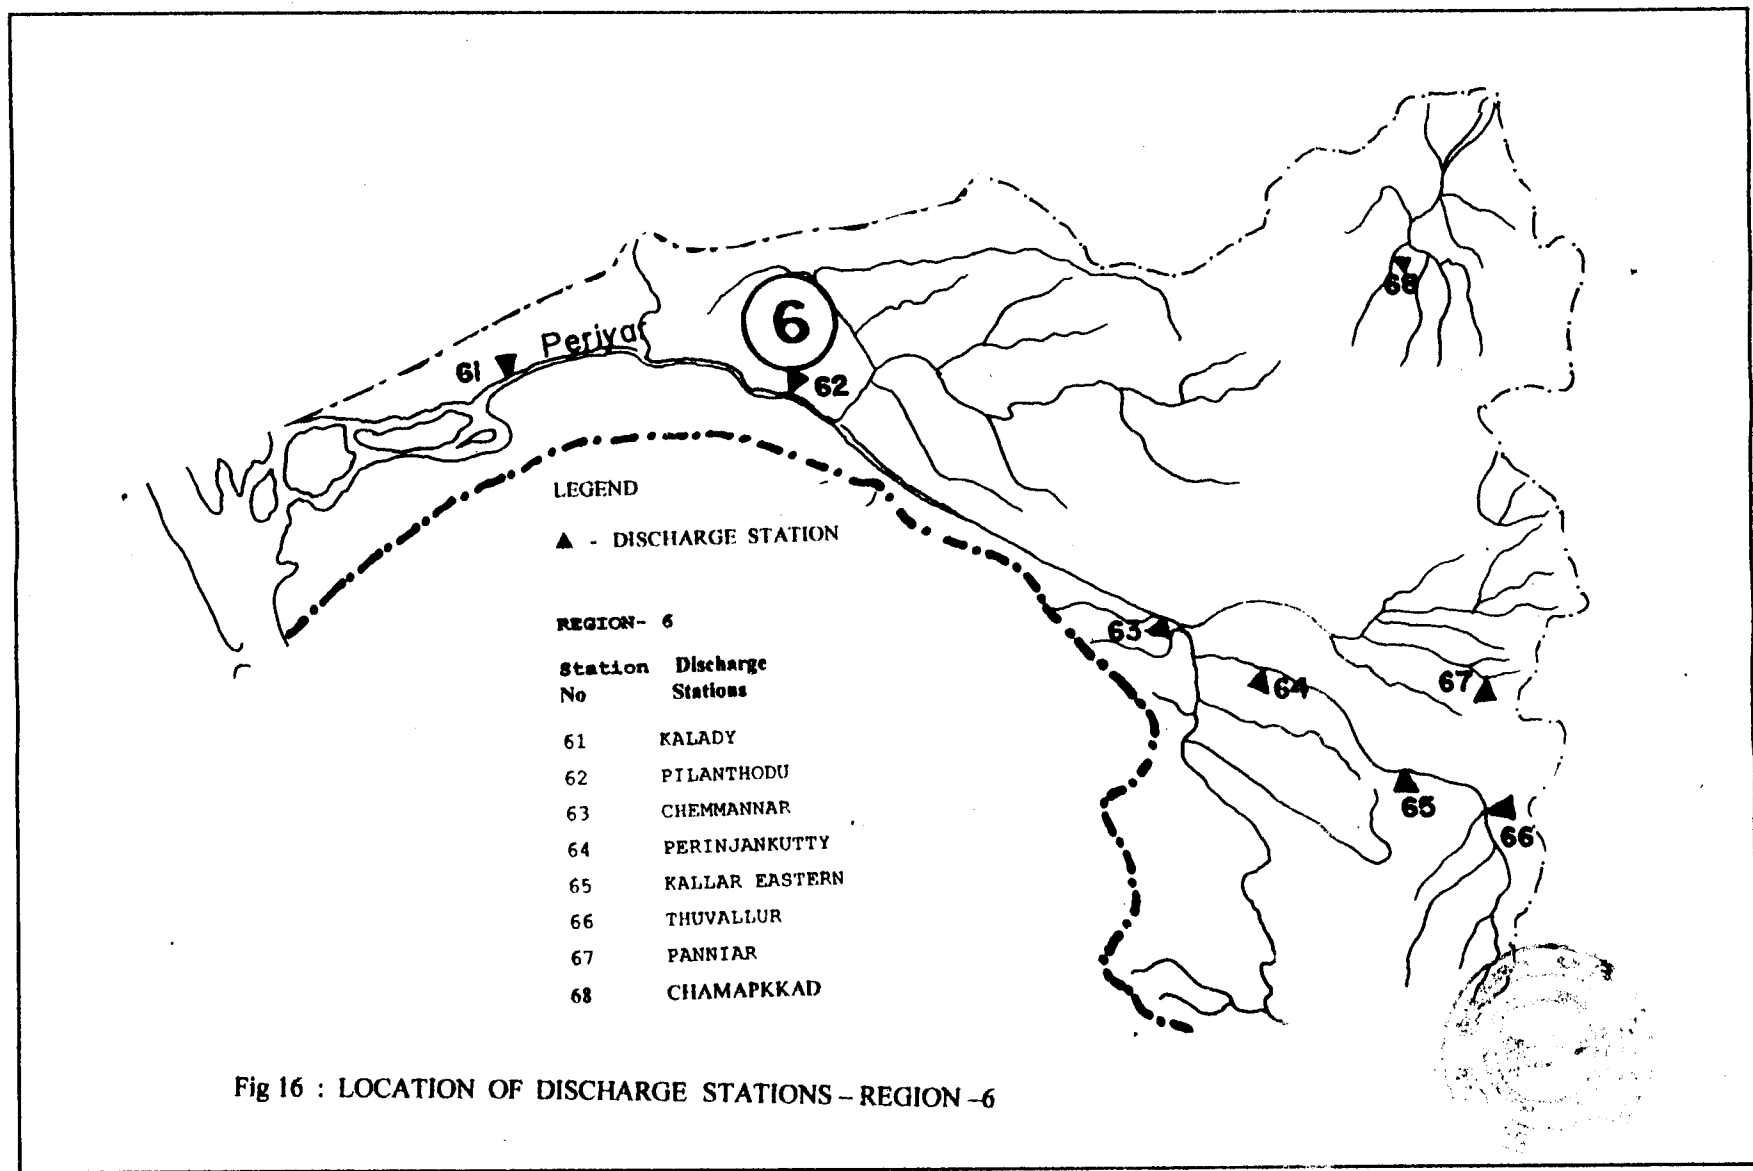 68
Periyar
6
61
62
LEGEND
▲ - DISCHARGE STATION
REGION- 6
Station Discharge
No Stations
61 KALADY
62 PILANTHODU
63 CHEMMANNAR
64 PERINJANKUTTY
65 KALLAR EASTERN
66 THUVALLUR
67 PANNIAR
68 CHAMAPKKAD
63
64
67
65
66
Fig 16 : LOCATION OF DISCHARGE STATIONS – REGION –6